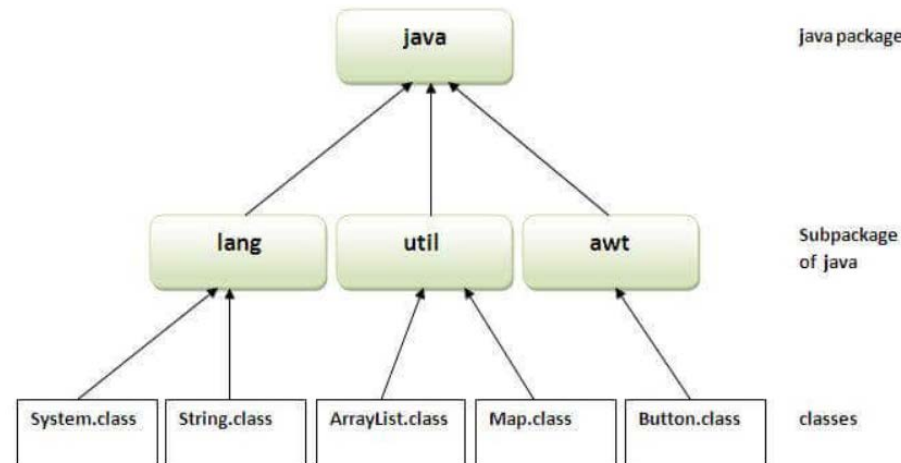 java
java package
lang
util
awt
Subpackage
of java
System.class
String.class
ArrayList.class
Map.class
Button.class
classes